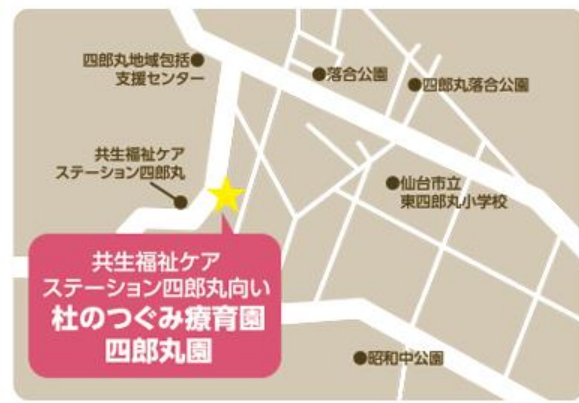 四郎丸地域包括
支援センター
落合公園
四郎丸落合公園
共生福祉ケア
ステーション四郎丸
仙台市立
東四郎丸小学校
共生福祉ケア
ステーション四郎丸向い
杜のつぐみ療育園
四郎丸園
昭和中公園